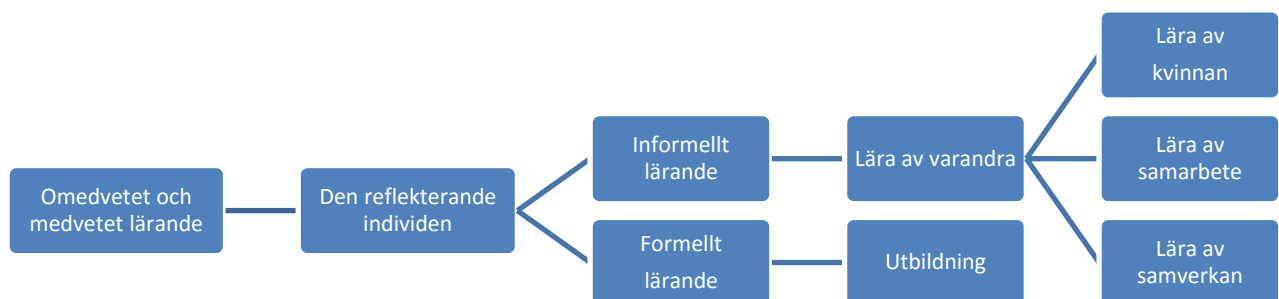 Omedvetet och
medvetet lärande
Den reflekterande
individen
Informellt
lärande
Formellt
lärande
Lära av varandra
Utbildning
Lära av
kvinnan
Lära av
samarbete
Lära av
samverkan